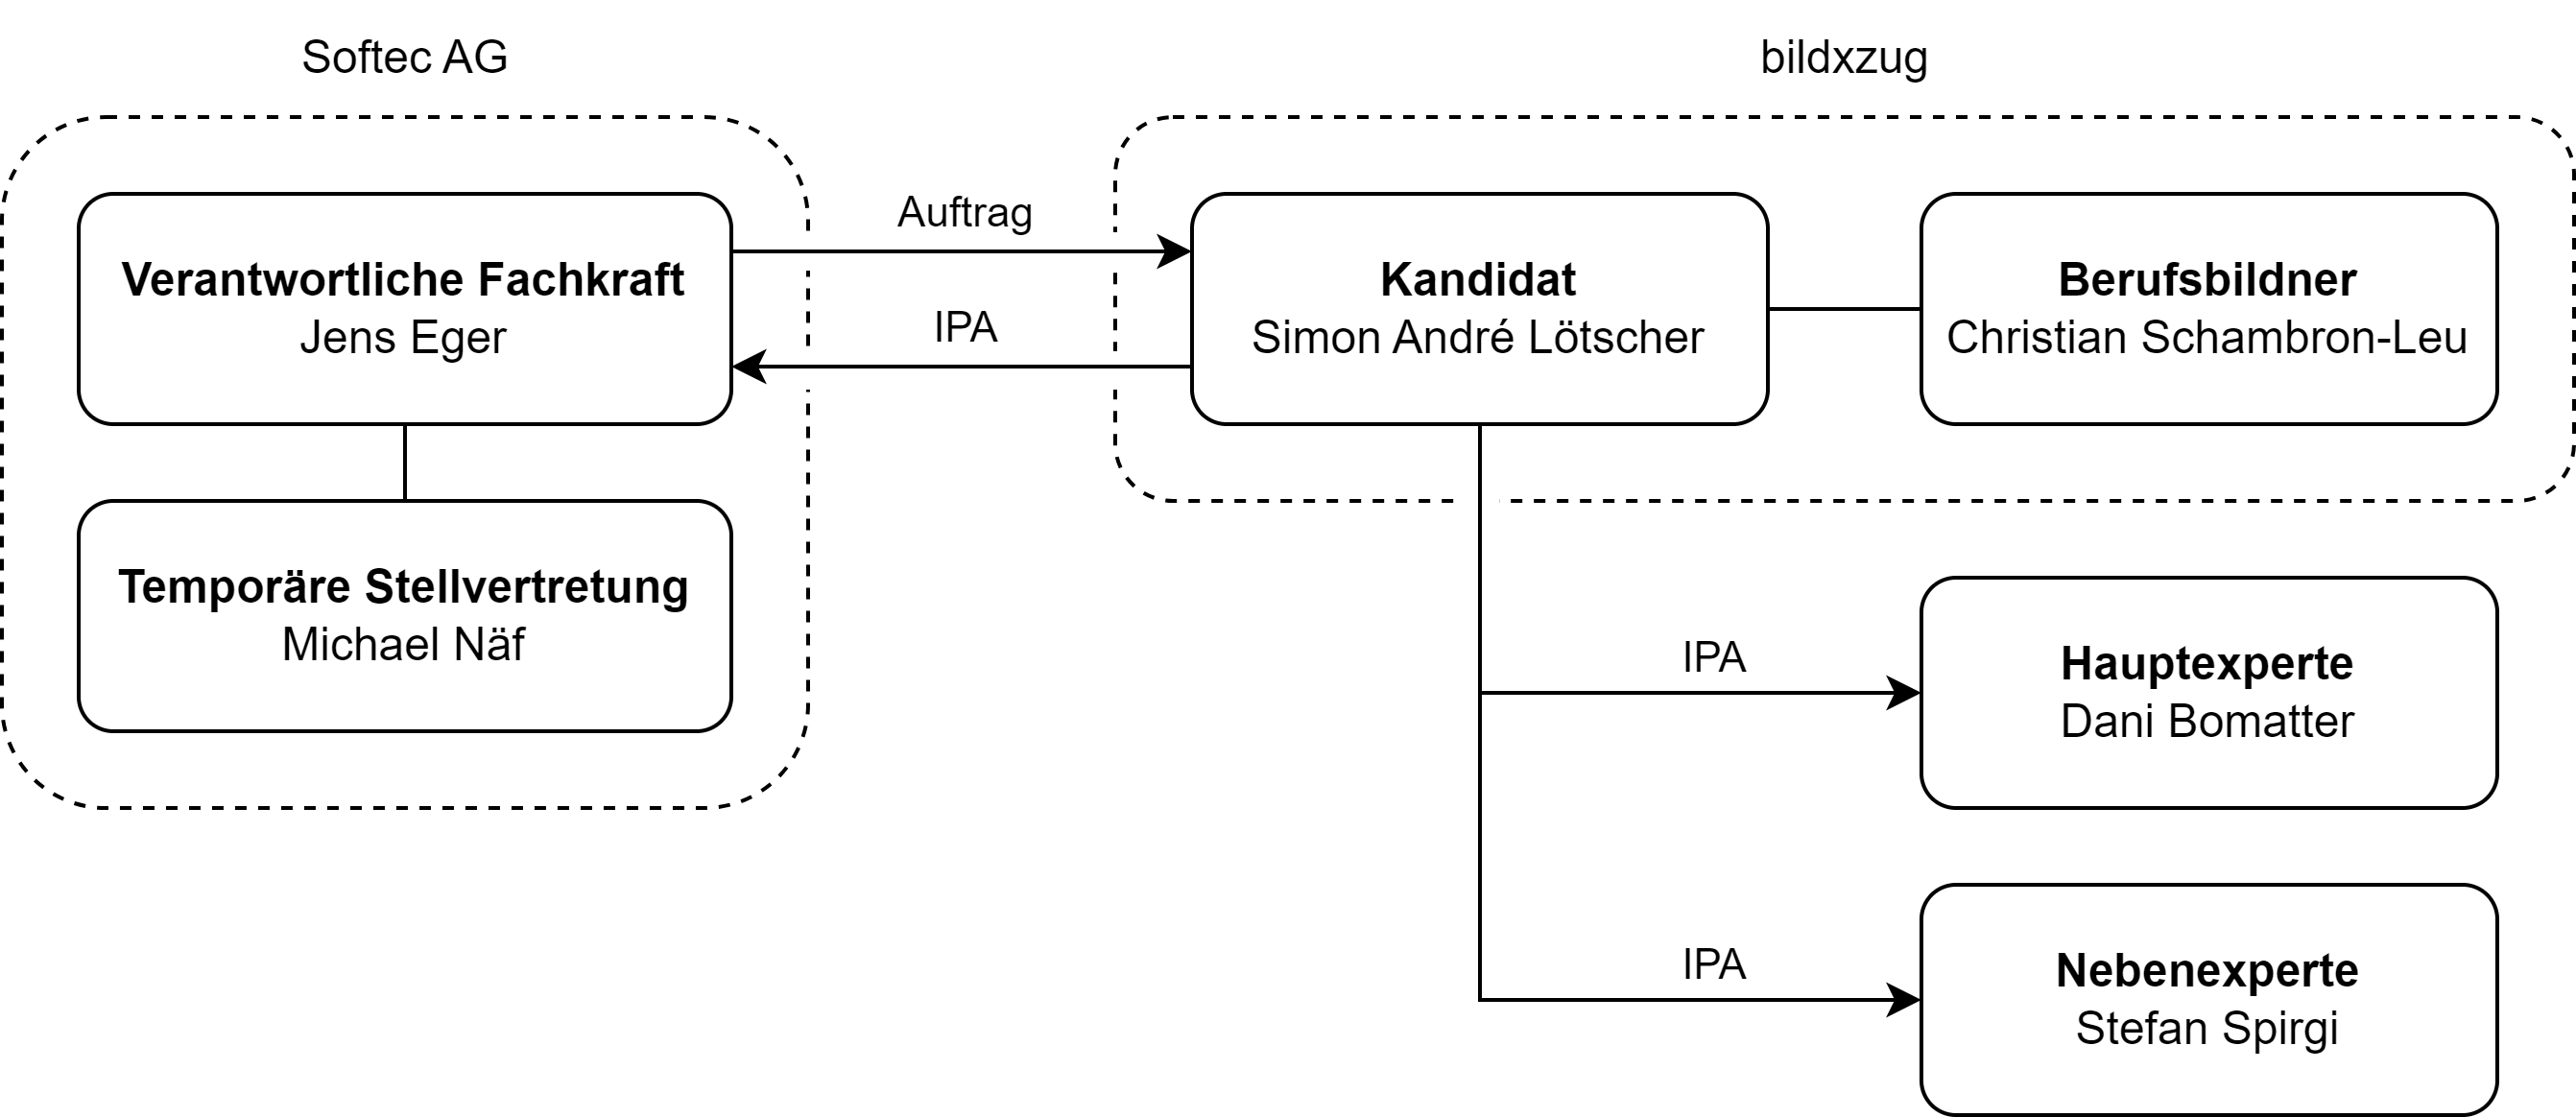 Softec AG
bildxzug
Verantwortliche Fachkraft
Jens Eger
Auftrag
IPA
Kandidat
Simon André Lötscher
Berufsbildner
Christian Schambron-Leu
Temporäre Stellvertretung
Michael Näf
IPA
Hauptexperte
Dani Bomatter
IPA
Nebenexperte
Stefan Spirgi